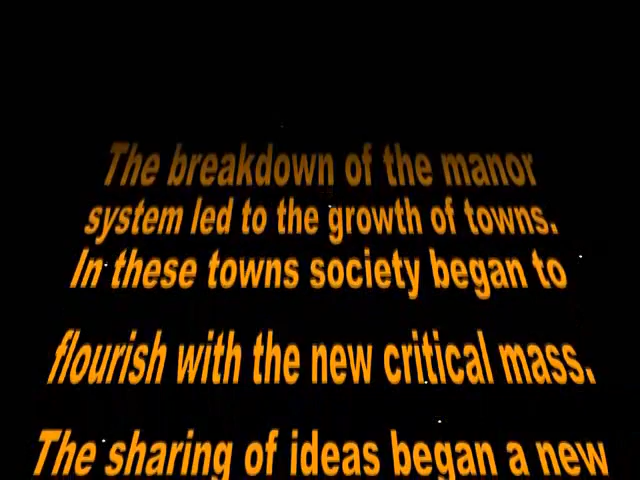 The breakdown of the manor
system led to the growth of towns.
In these towns society began to
flourish with the new critical mass.
The sharing of ideas began a new